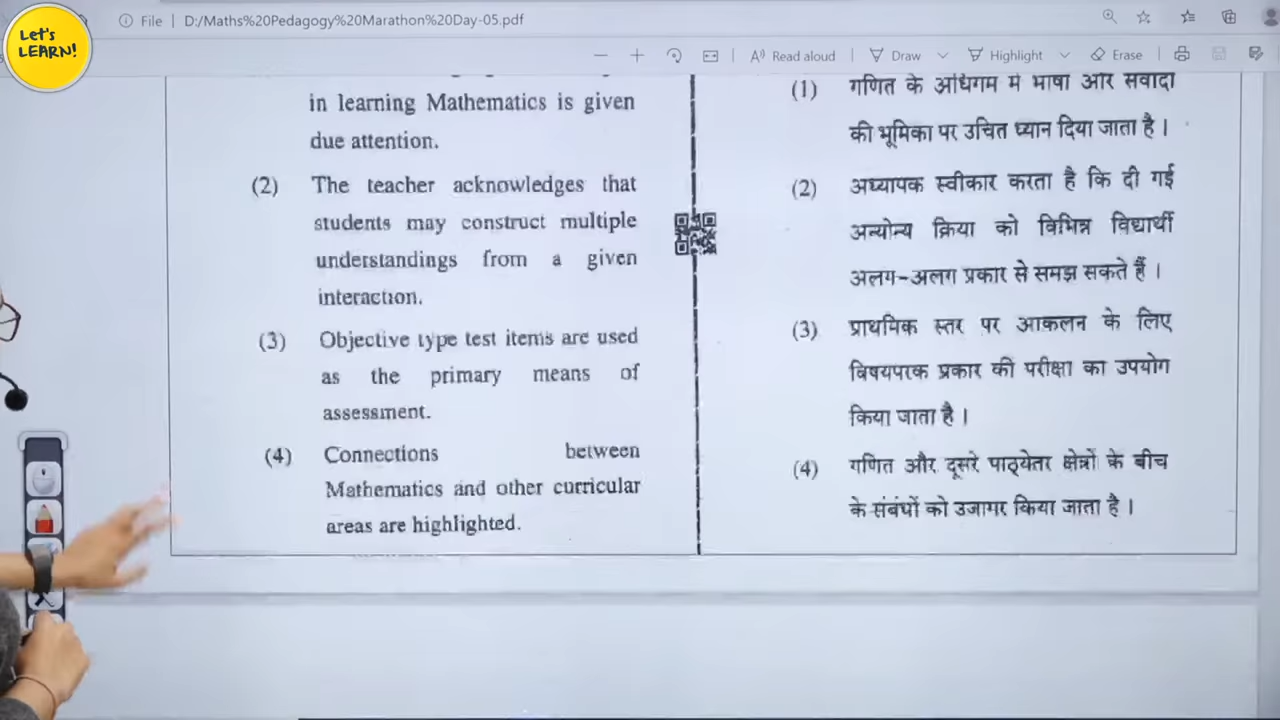 Let's
LEARN!
File
D:/Maths%20Pedagogy%20Marathon%20Day-05.pdf
Read aloud
Draw
Highlight
Erase
in learning Mathematics is given
due attention.
(2) The teacher acknowledges that
students may construct multiple
understandings from a given
interaction.
(3) Objective type test items are used
as the primary means of
assessment.
(4) Connections between
Mathematics and other curricular
areas are highlighted.
(1) गणित के अधिगम में भाषा और संवादों
की भूमिका पर उचित ध्यान दिया जाता है ।
(2) अध्यापक स्वीकार करता है कि दी गई
अन्योन्य क्रिया को विभिन्न विद्यार्थी
अलग-अलग प्रकार से समझ सकते हैं ।
(3) प्राथमिक स्तर पर आकलन के लिए
विषयपरक प्रकार की परीक्षा का उपयोग
किया जाता है ।
(4) गणित और दूसरे पाठ्येतर क्षेत्रों के बीच
के संबंधों को उजागर किया जाता है ।